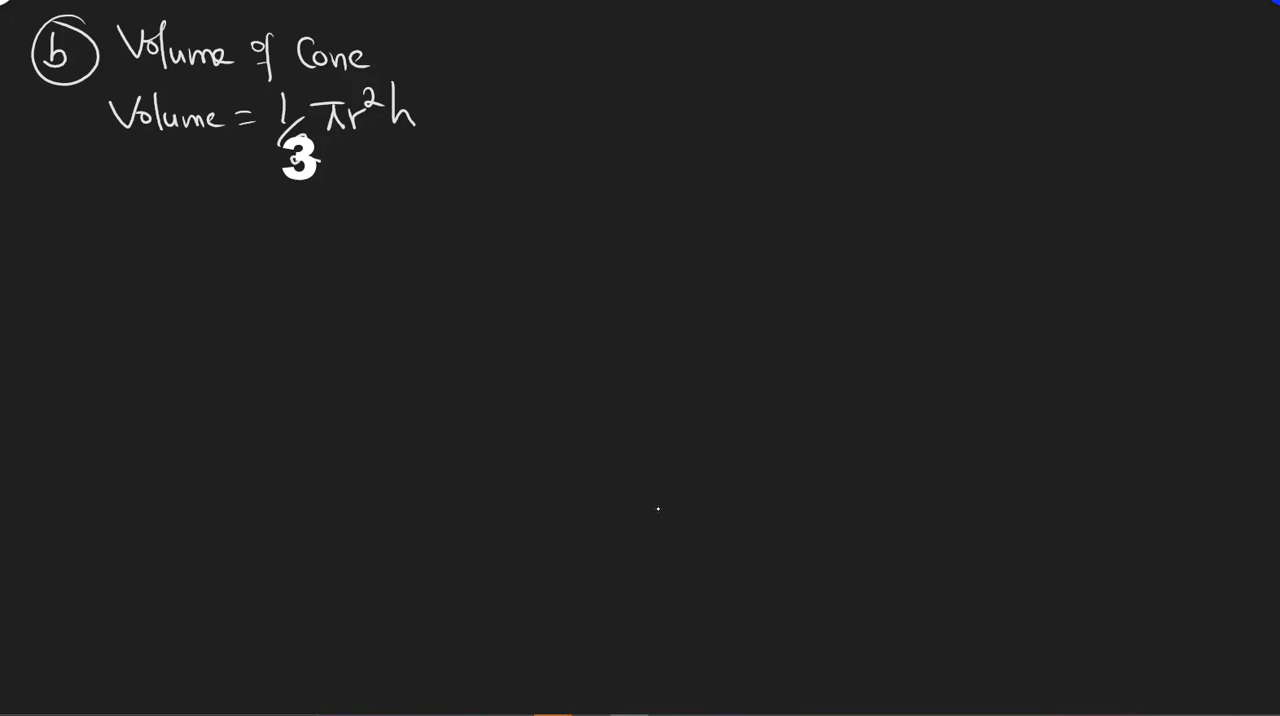 b Volume of Cone
Volume = 1/3 πr²h